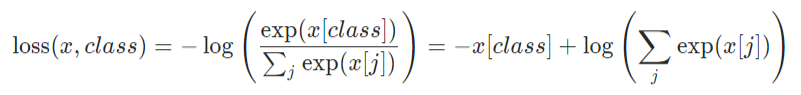 loss(x, class) = − log ( exp(x[class]) / ∑_j exp(x[j]) ) = −x[class] + log ( ∑_j exp(x[j]) )